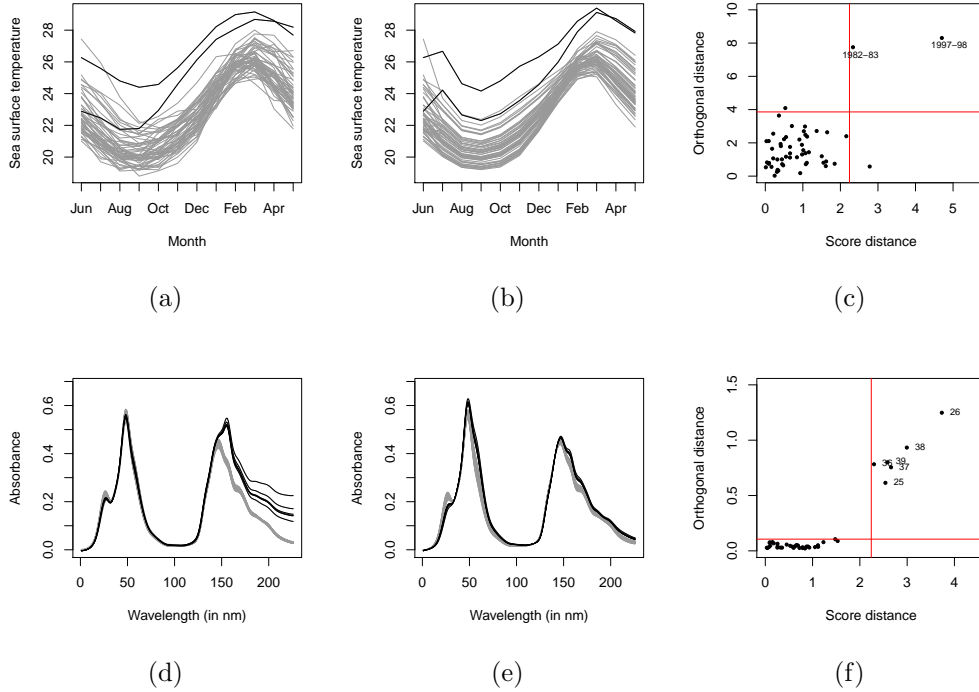 Sea surface temperature
20 22 24 26 28
Jun Aug Oct Dec Feb Apr
Month
(a)
Sea surface temperature
20 22 24 26 28
Jun Aug Oct Dec Feb Apr
Month
(b)
Orthogonal distance
0 2 4 6 8 10
1982−83
1997−98
0 1 2 3 4 5
Score distance
(c)
Absorbance
0.0 0.2 0.4 0.6
0 50 100 150 200
Wavelength (in nm)
(d)
Absorbance
0.0 0.2 0.4 0.6
0 50 100 150 200
Wavelength (in nm)
(e)
Orthogonal distance
0.0 0.5 1.0 1.5
26
38
36
39
37
25
0 1 2 3 4
Score distance
(f)